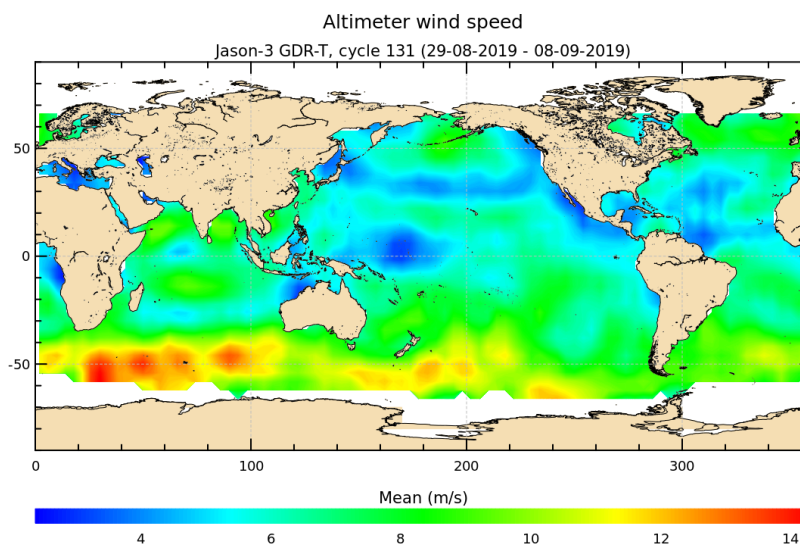 Altimeter wind speed
Jason-3 GDR-T, cycle 131 (29-08-2019 - 08-09-2019)
50
0
-50
0 100 200 300
Mean (m/s)
4 6 8 10 12 14